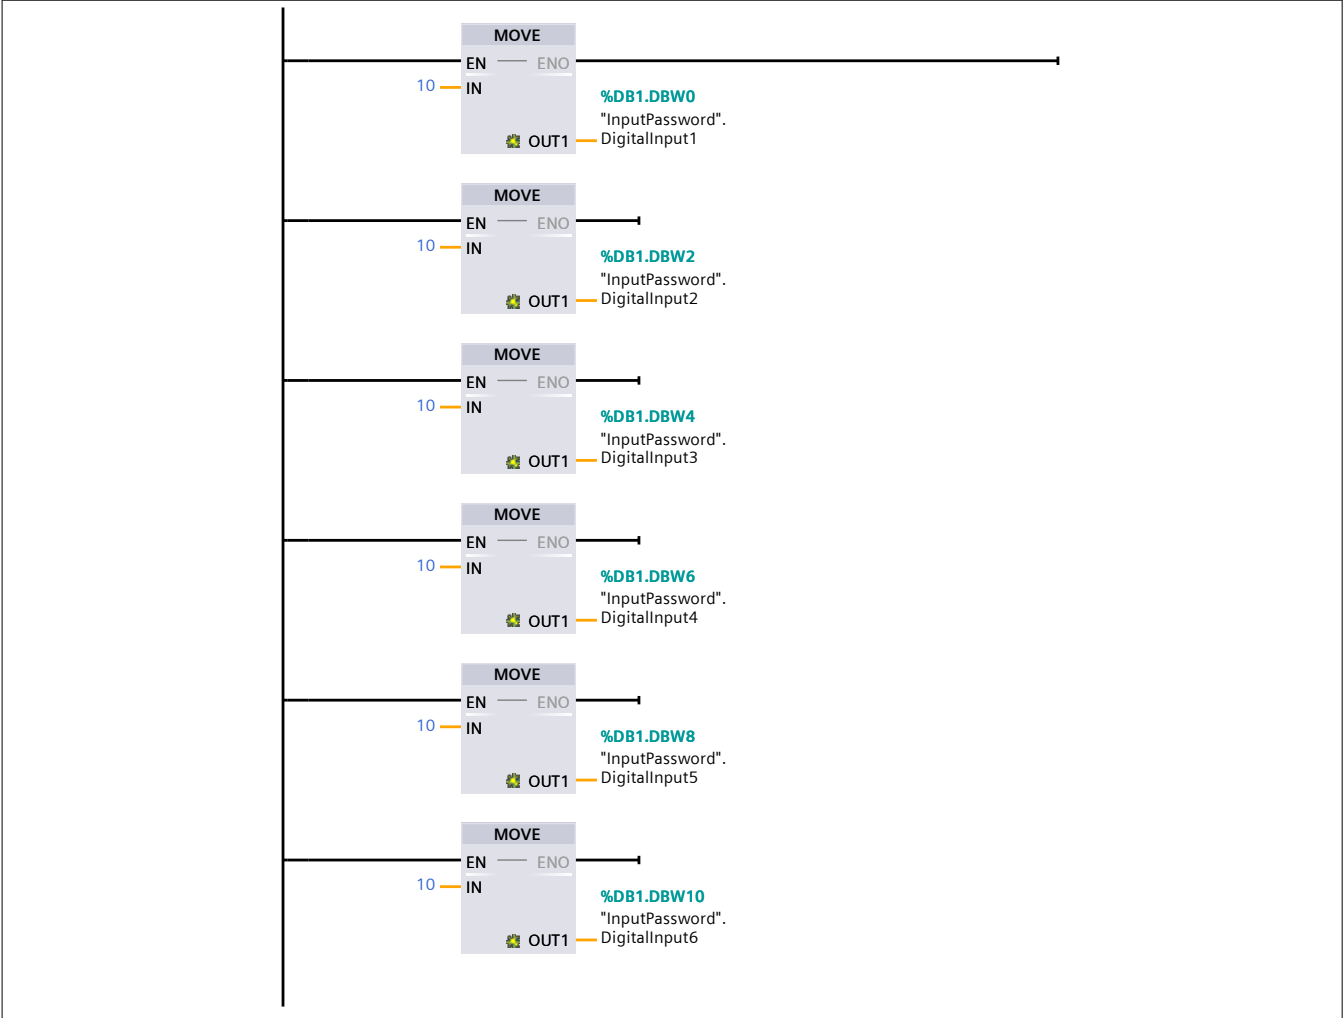 MOVE
EN ENO
10 IN
%DB1.DBW0
"InputPassword".
OUT1 DigitalInput1
MOVE
EN ENO
10 IN
%DB1.DBW2
"InputPassword".
OUT1 DigitalInput2
MOVE
EN ENO
10 IN
%DB1.DBW4
"InputPassword".
OUT1 DigitalInput3
MOVE
EN ENO
10 IN
%DB1.DBW6
"InputPassword".
OUT1 DigitalInput4
MOVE
EN ENO
10 IN
%DB1.DBW8
"InputPassword".
OUT1 DigitalInput5
MOVE
EN ENO
10 IN
%DB1.DBW10
"InputPassword".
OUT1 DigitalInput6